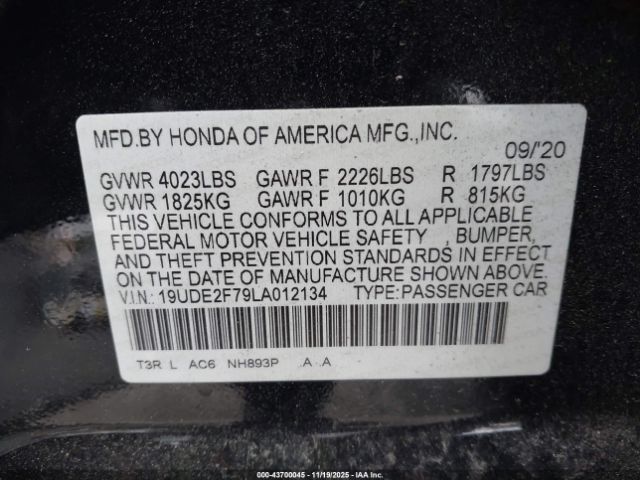 MFD.BY HONDA OF AMERICA MFG.,INC.
09/'20
GVWR 4023LBS GAWR F 2226LBS R 1797LBS
GVWR 1825KG GAWR F 1010KG R 815KG
THIS VEHICLE CONFORMS TO ALL APPLICABLE
FEDERAL MOTOR VEHICLE SAFETY , BUMPER,
AND THEFT PREVENTION STANDARDS IN EFFECT
ON THE DATE OF MANUFACTURE SHOWN ABOVE.
V.I.N.: 19UDE2F79LA012134 TYPE:PASSENGER CAR
T3R L AC6 NH893P A A
000-43700045 - 11/19/2025 - IAA Inc.